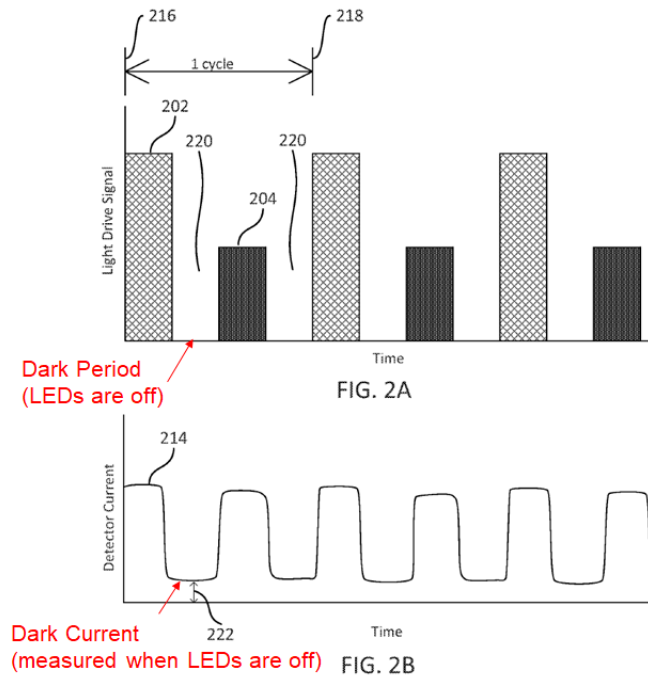 216
218
1 cycle
202
220
220
204
Light Drive Signal
Time
Dark Period
(LEDs are off)
FIG. 2A
214
Detector Current
222
Dark Current
(measured when LEDs are off)
Time
FIG. 2B